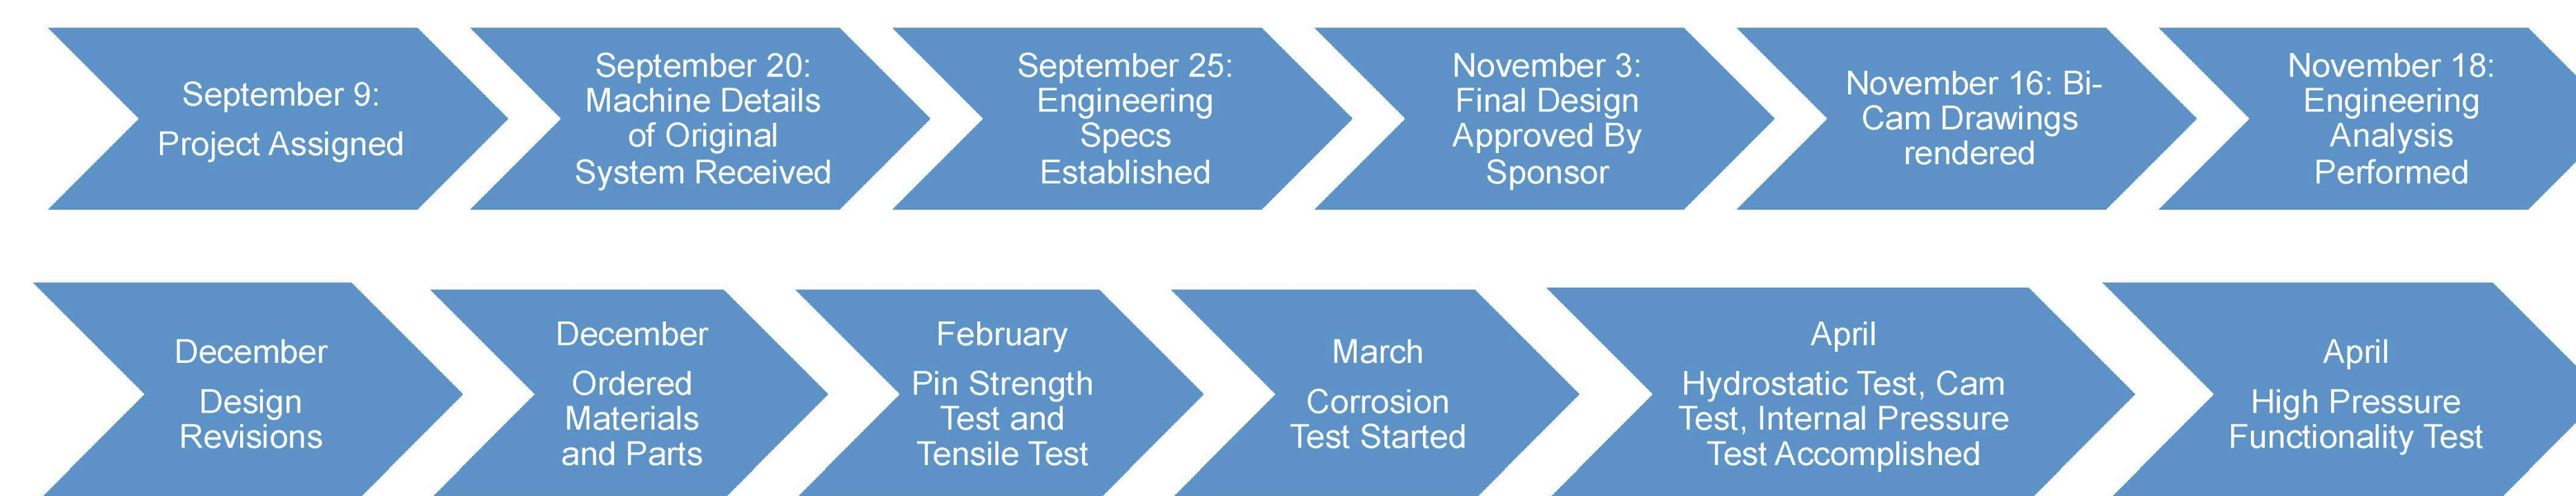 September 9:
Project Assigned
September 20:
Machine Details
of Original
System Received
September 25:
Engineering
Specs
Established
November 3:
Final Design
Approved By
Sponsor
November 16: Bi-
Cam Drawings
rendered
November 18:
Engineering
Analysis
Performed
December
Design
Revisions
December
Ordered
Materials
and Parts
February
Pin Strength
Test and
Tensile Test
March
Corrosion
Test Started
April
Hydrostatic Test, Cam
Test, Internal Pressure
Test Accomplished
April
High Pressure
Functionality Test